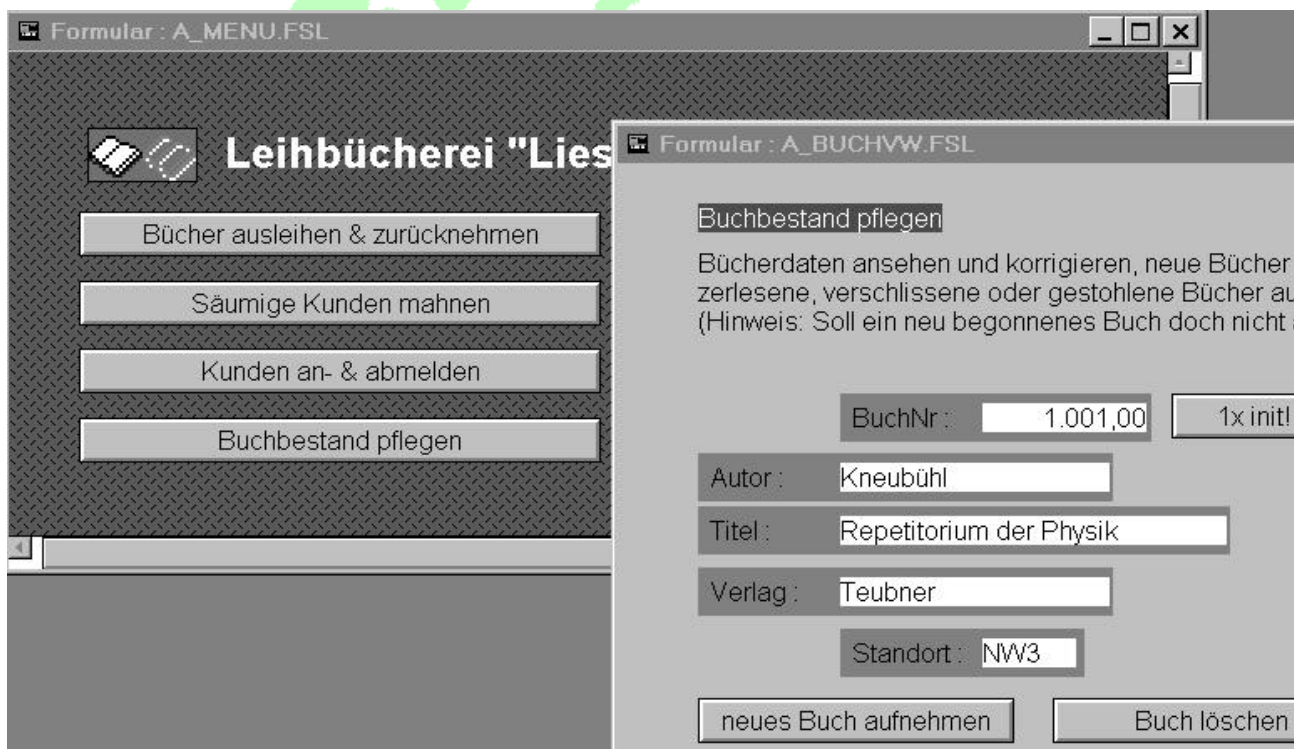 Formular : A_MENU.FSL
Leihbücherei "Lies
Bücher ausleihen & zurücknehmen
Säumige Kunden mahnen
Kunden an- & abmelden
Buchbestand pflegen
Formular : A_BUCHVW.FSL
Buchbestand pflegen
Bücherdaten ansehen und korrigieren, neue Bücher
zerlesene, verschlissene oder gestohlene Bücher au
(Hinweis: Soll ein neu begonnenes Buch doch nicht
BuchNr : 1.001,00 1x init!
Autor : Kneubühl
Titel : Repetitorium der Physik
Verlag : Teubner
Standort : NW3
neues Buch aufnehmen Buch löschen